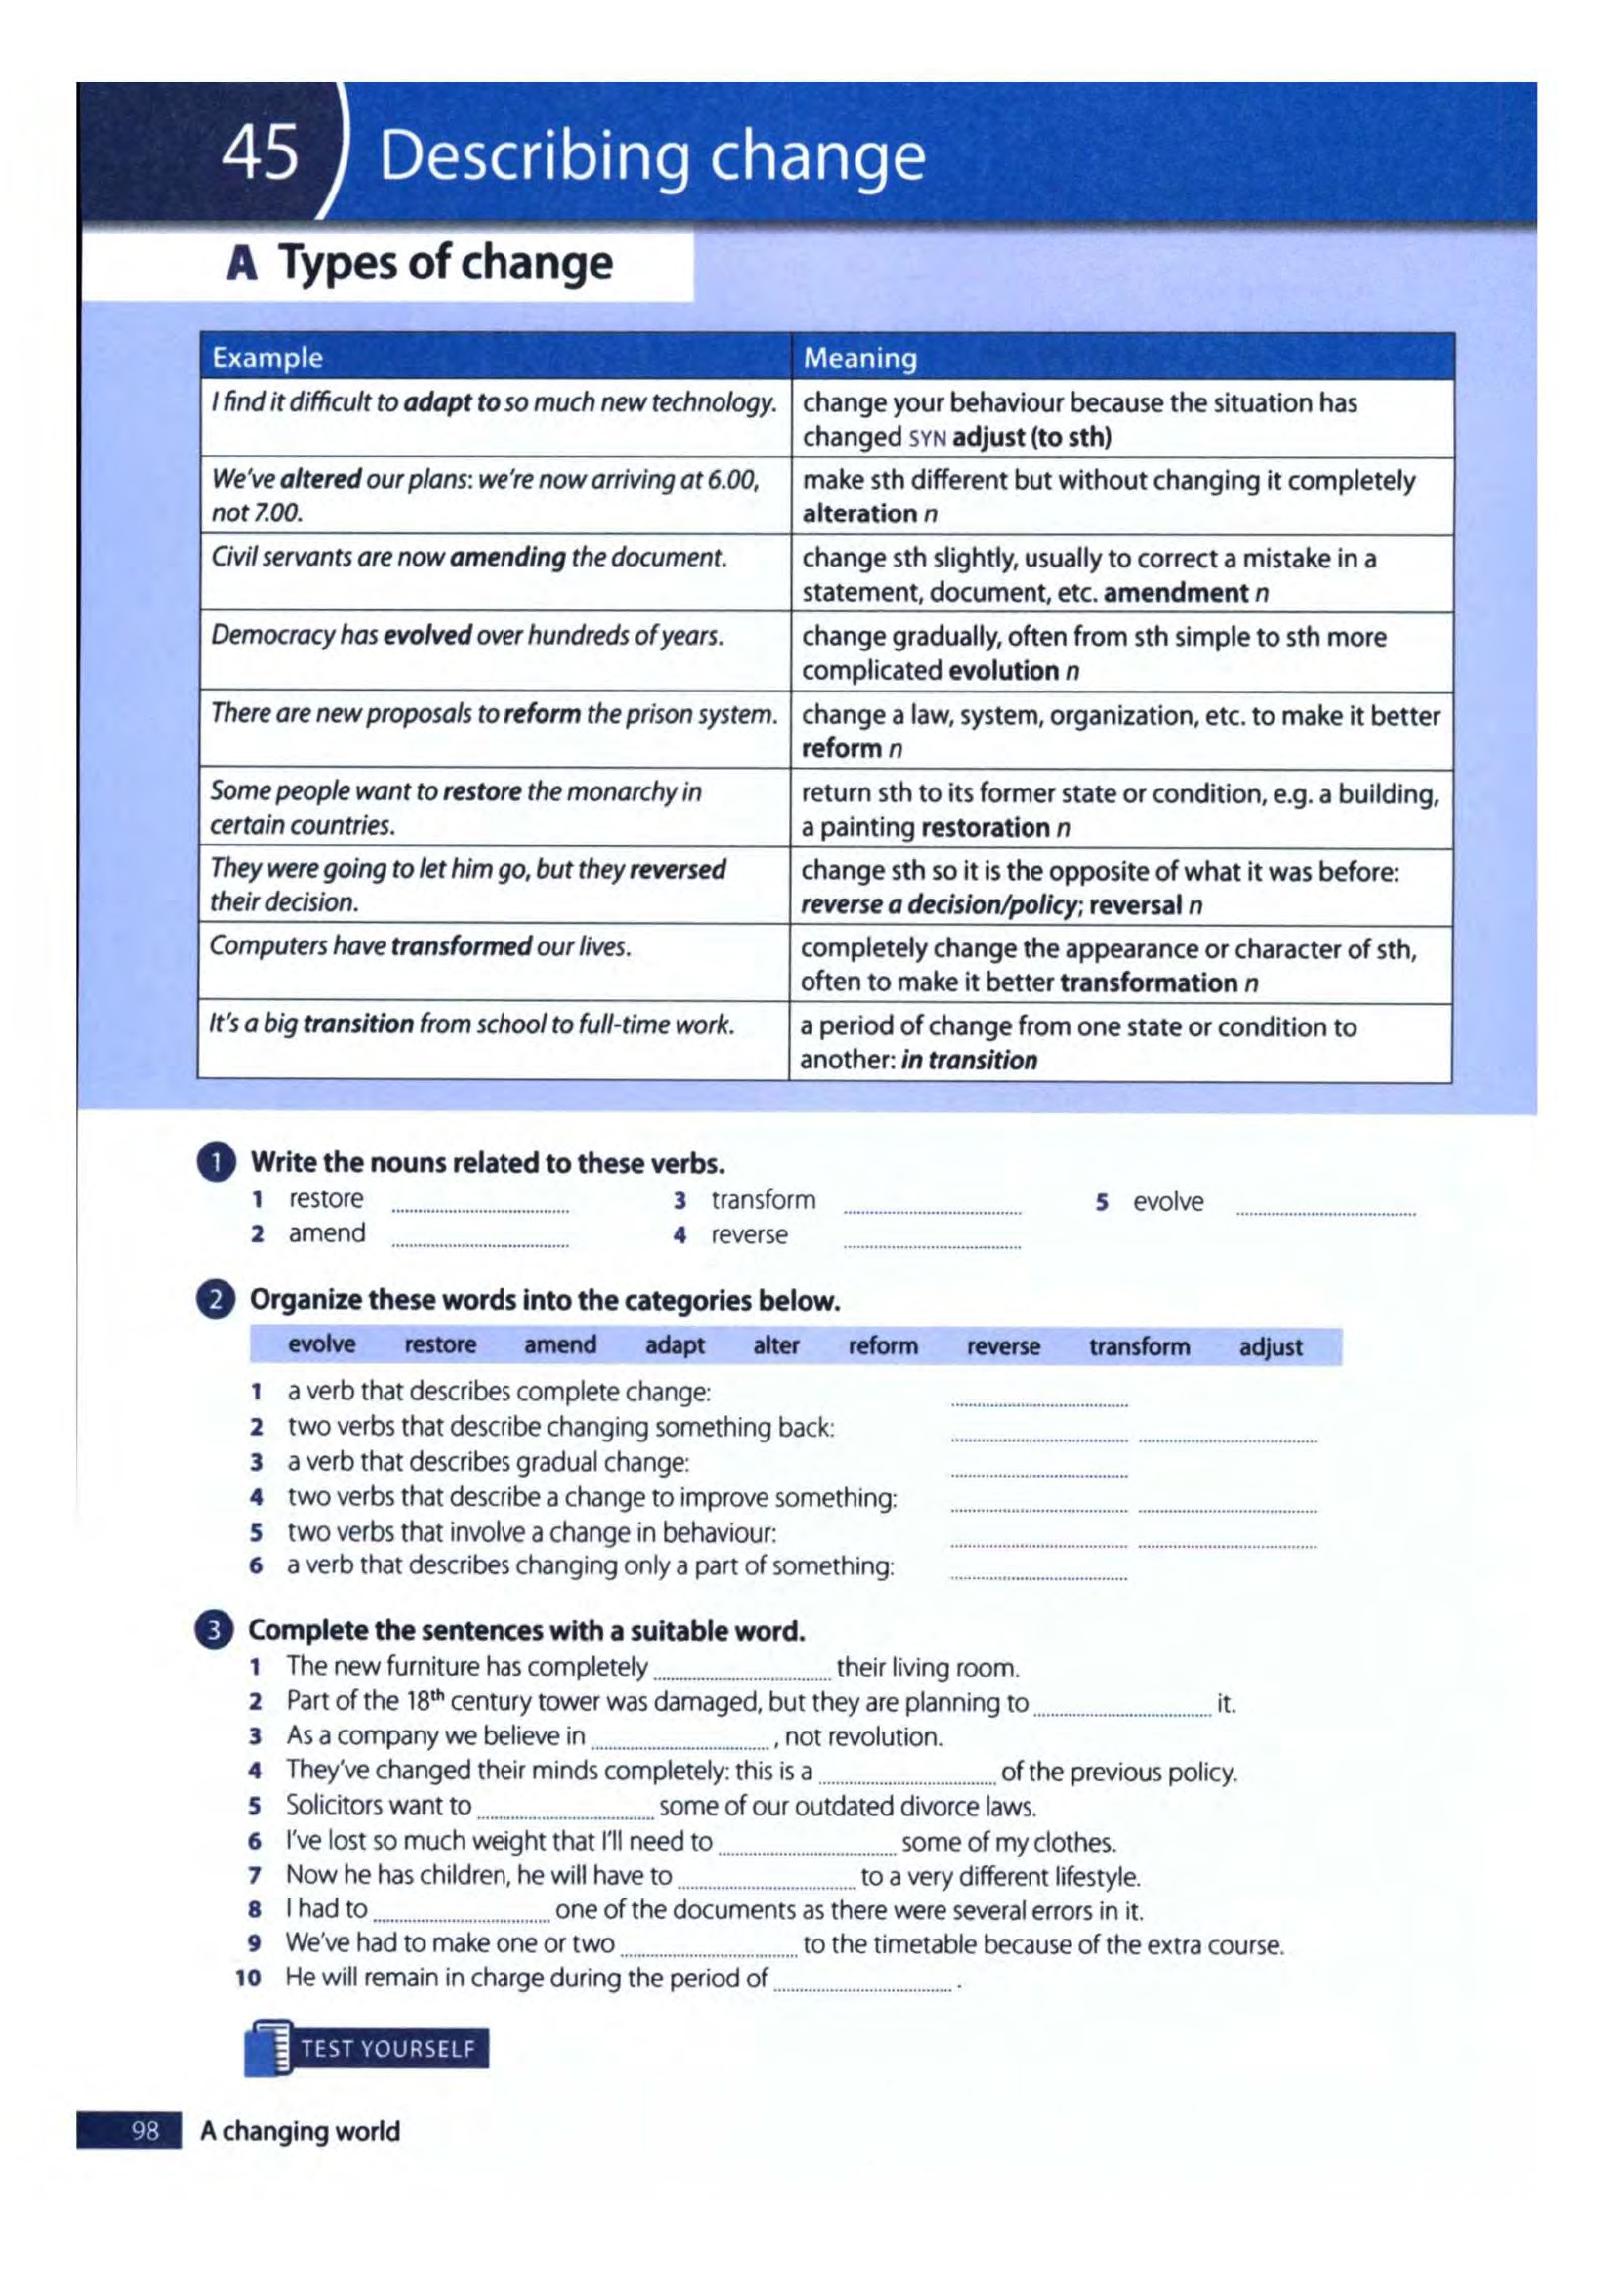 45 Describing change
A Types of change
Example Meaning
I find it difficult to adapt to so much new technology. change your behaviour because the situation has
changed SYN adjust (to sth)
We've altered our plans: we're now arriving at 6.00, make sth different but without changing it completely
not 7.00. alteration n
Civil servants are now amending the document. change sth slightly, usually to correct a mistake in a
statement, document, etc. amendment n
Democracy has evolved over hundreds of years. change gradually, often from sth simple to sth more
complicated evolution n
There are new proposals to reform the prison system. change a law, system, organization, etc. to make it better
reform n
Some people want to restore the monarchy in return sth to its former state or condition, e.g. a building,
certain countries. a painting restoration n
They were going to let him go, but they reversed change sth so it is the opposite of what it was before:
their decision. reverse a decision/policy; reversal n
Computers have transformed our lives. completely change the appearance or character of sth,
often to make it better transformation n
It's a big transition from school to full-time work. a period of change from one state or condition to
another: in transition
1 Write the nouns related to these verbs.
1 restore 3 transform 5 evolve
2 amend 4 reverse
2 Organize these words into the categories below.
evolve restore amend adapt alter reform reverse transform adjust
1 a verb that describes complete change:
2 two verbs that describe changing something back:
3 a verb that describes gradual change:
4 two verbs that describe a change to improve something:
5 two verbs that involve a change in behaviour:
6 a verb that describes changing only a part of something:
3 Complete the sentences with a suitable word.
1 The new furniture has completely ............ their living room.
2 Part of the 18th century tower was damaged, but they are planning to ............ it.
3 As a company we believe in ............, not revolution.
4 They've changed their minds completely: this is a ............ of the previous policy.
5 Solicitors want to ............ some of our outdated divorce laws.
6 I've lost so much weight that I'll need to ............ some of my clothes.
7 Now he has children, he will have to ............ to a very different lifestyle.
8 I had to ............ one of the documents as there were several errors in it.
9 We've had to make one or two ............ to the timetable because of the extra course.
10 He will remain in charge during the period of ............ .
TEST YOURSELF
98 A changing world